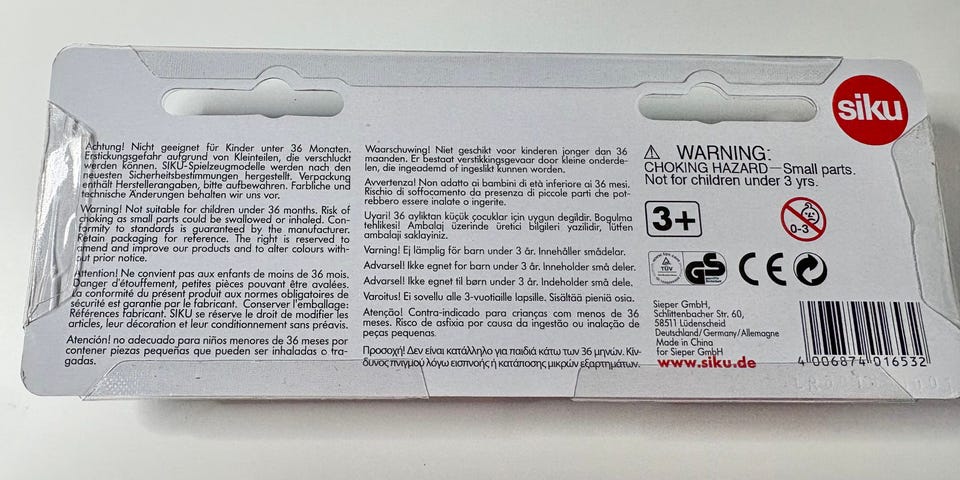 Achtung! Nicht geeignet für Kinder unter 36 Monaten.
Erstickungsgefahr aufgrund von Kleinteilen, die verschluckt
werden können. SIKU-Spielzeugmodelle werden nach den
neuesten Sicherheitsbestimmungen hergestellt. Verpackung
enthält Herstellerangaben, bitte aufbewahren. Farbliche und
technische Änderungen behalten wir uns vor.
Warning! Not suitable for children under 36 months. Risk of
choking as small parts could be swallowed or inhaled. Con-
formity to standards is guaranteed by the manufacturer.
Retain packaging for reference. The right is reserved to
amend and improve our products and to alter colours with-
out prior notice.
Attention! Ne convient pas aux enfants de moins de 36 mois.
Danger d'étouffement, petites pièces pouvant être avalées.
La conformité du présent produit aux normes obligatoires de
sécurité est garantie par le fabricant. Conserver l'emballage:
Références fabricant. SIKU se réserve le droit de modifier les
articles, leur décoration et leur conditionnement sans préavis.
Atención! no adecuado para niños menores de 36 meses por
contener piezas pequeñas que pueden ser inhaladas o tra-
gadas.
Waarschuwing! Niet geschikt voor kinderen jonger dan 36
maanden. Er bestaat verstikkingsgevaar door kleine onderde-
len, die ingeademd of ingeslikt kunnen worden.
Avvertenza! Non adatto ai bambini di età inferiore ai 36 mesi.
Rischio di soffocamento da presenza di piccole parti che pot-
rebbero essere inalate o ingerite.
Uyari! 36 ayliktan küçük çocuklar için uygun degildir. Bogulma
tehlikesi! Ambalaj üzerinde üretici bilgileri yazilidir, lütfen
ambalaji saklayiniz.
Varning! Ej lämplig för barn under 3 år. Innehåller smådelar.
Advarsel! Ikke egnet for barn under 3 år. Inneholder små deler.
Advarsel! Ikke egnet til børn under 3 år. Indeholder små dele.
Varoitus! Ei sovellu alle 3-vuotiaille lapsille. Sisältää pieniä osia.
Atenção! Contra-indicado para crianças com menos de 36
meses. Risco de asfixia por causa da ingestão ou inalação de
peças pequenas.
Προσοχή! Δεν είναι κατάλληλο για παιδιά κάτω των 36 μηνών. Κίν-
δυνος πνιγμού λόγω εισπνοής ή κατάποσης μικρών εξαρτημάτων.
siku
⚠ WARNING:
CHOKING HAZARD—Small parts.
Not for children under 3 yrs.
3+
0-3
TÜV
GS
geprüfte Sicherheit
CE
Sieper GmbH,
Schlittenbacher Str. 60,
58511 Lüdenscheid
Deutschland/Germany/Allemagne
Made in China
for Sieper GmbH
www.siku.de
4 006874 016532